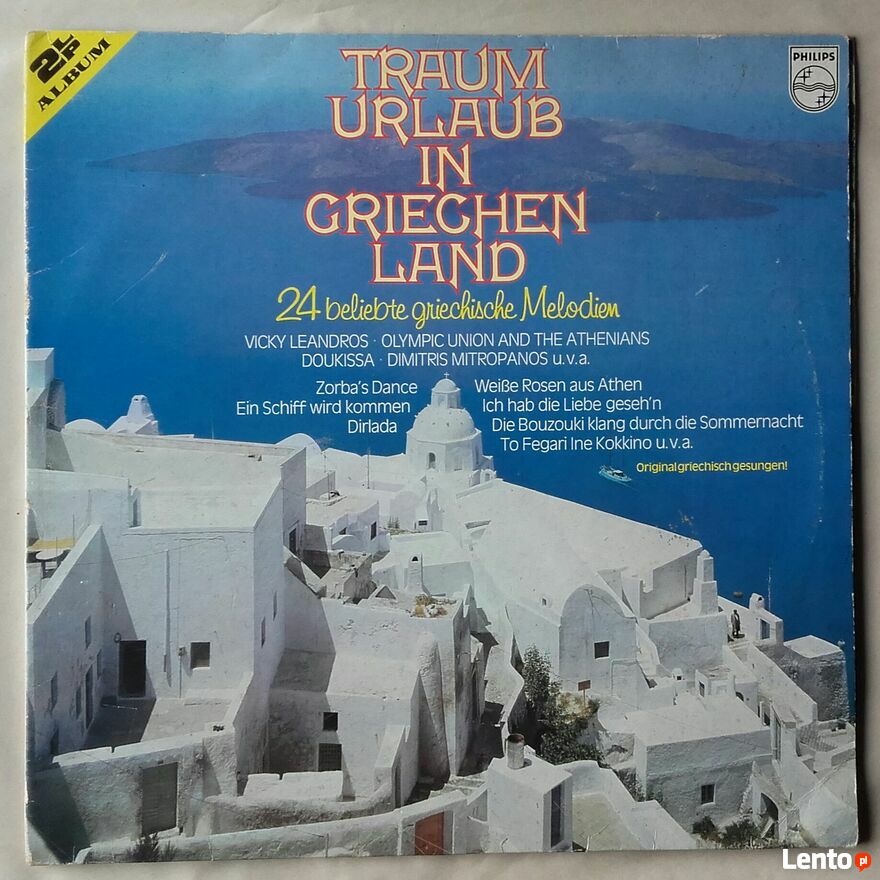 2LP
ALBUM
PHILIPS
TRAUM
URLAUB
IN
GRIECHEN
LAND
24 beliebte griechische Melodien
VICKY LEANDROS · OLYMPIC UNION AND THE ATHENIANS
DOUKISSA · DIMITRIS MITROPANOS u.v.a.
Zorba's Dance Weiße Rosen aus Athen
Ein Schiff wird kommen Ich hab die Liebe geseh'n
Dirlada Die Bouzouki klang durch die Sommernacht
To Fegari Ine Kokkino u.v.a.
Original griechisch gesungen!
Lento.pl